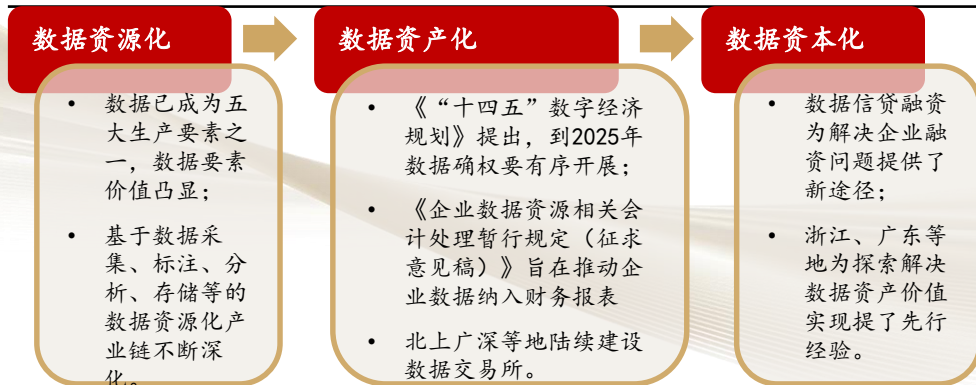 数据资源化
• 数据已成为五
大生产要素之
一，数据要素
价值凸显；
• 基于数据采
集、标注、分
析、存储等的
数据资源化产
业链不断深
化。
数据资产化
• 《“十四五”数字经济
规划》提出，到2025年
数据确权要有序开展；
• 《企业数据资源相关会
计处理暂行规定（征求
意见稿）》旨在推动企
业数据纳入财务报表
• 北上广深等地陆续建设
数据交易所。
数据资本化
• 数据信贷融资
为解决企业融
资问题提供了
新途径；
• 浙江、广东等
地为探索解决
数据资产价值
实现提了先行
经验。